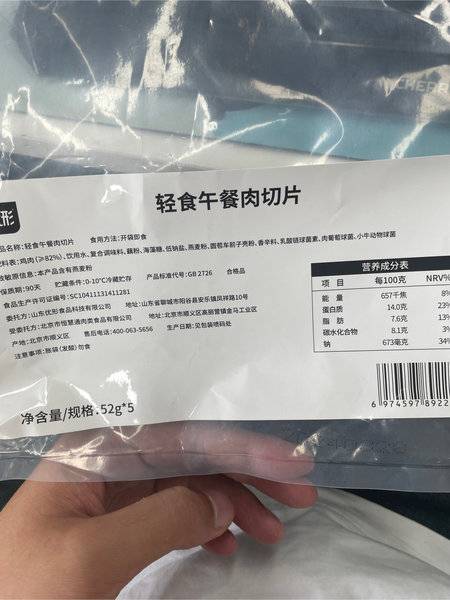 CHERR
形
轻食午餐肉切片
品名称:轻食午餐肉切片 食用方法:开袋即食
配料表:鸡肉(≥82%)、饮用水、复合调味料、藕粉、海藻糖、低钠盐、燕麦粉、圆苞车前子壳粉、香辛料、乳酸链球菌素、肉葡萄球菌、小牛动物球菌
致敏原信息:本产品含有燕麦粉
保质期:90天 贮藏条件:0-10℃冷藏贮存 产品标准代号:GB 2726 合格品
食品生产许可证编号:SC10411131411281
委托方:山东优形食品科技有限公司 地址:山东省聊城市阳谷县安乐镇凤祥路10号
受委托方:北京市恒慧通肉类食品有限公司 地址:北京市顺义区高丽营镇金马工业区
产地:北京市顺义区 售后电话:400-063-5656 生产日期:见包装喷码处
注意事项:胀袋(发酸)勿食
净含量/规格:52g*5
营养成分表
项 目 每100克 NRV%
能 量 657千焦 8%
蛋白质 14.0克 23%
脂 肪 7.6克 13%
碳水化合物 8.1克 3%
钠 673毫克 34%
6 974597 8922